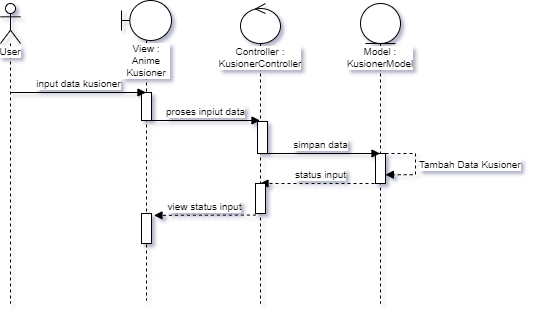 User
View :
Anime
Kusioner
Controller :
KusionerController
Model :
KusionerModel
input data kusioner
proses inpiut data
simpan data
Tambah Data Kusioner
status input
view status input